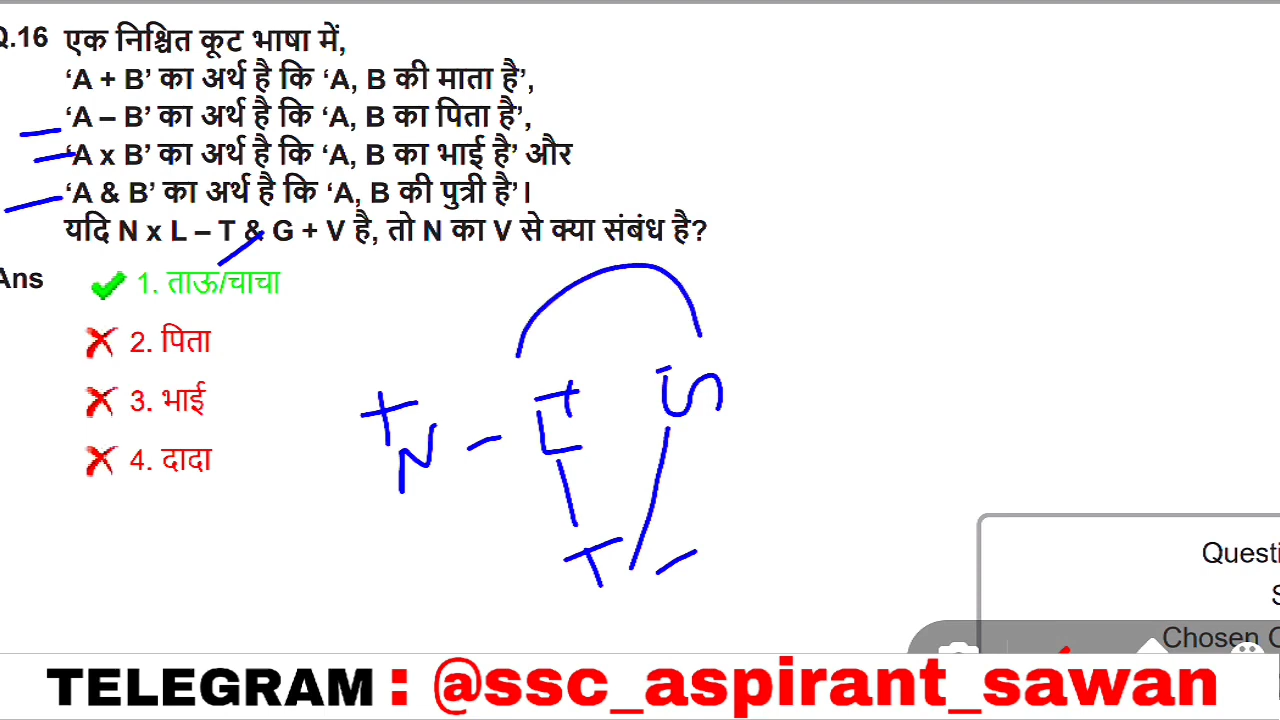 Q.16 एक निश्चित कूट भाषा में,
‘A + B’ का अर्थ है कि ‘A, B की माता है’,
‘A – B’ का अर्थ है कि ‘A, B का पिता है’,
‘A x B’ का अर्थ है कि ‘A, B का भाई है’ और
‘A & B’ का अर्थ है कि ‘A, B की पुत्री है’।
यदि N x L – T & G + V है, तो N का V से क्या संबंध है?
Ans 1. ताऊ/चाचा
2. पिता
3. भाई
4. दादा
+ +
N – L
T –
Questi
S
Chosen O
TELEGRAM : @ssc_aspirant_sawan